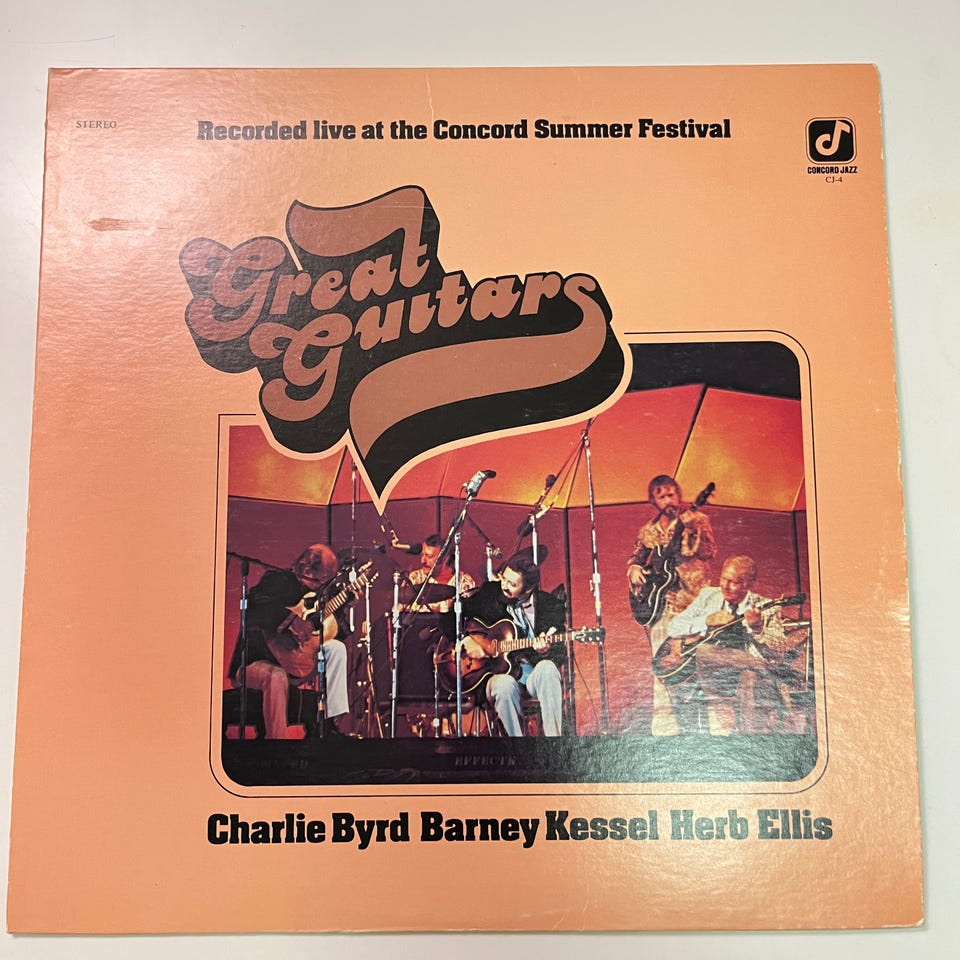 STEREO
Recorded live at the Concord Summer Festival
CONCORD JAZZ
CJ-4
Great
Guitars
EFFECTS
Charlie Byrd Barney Kessel Herb Ellis